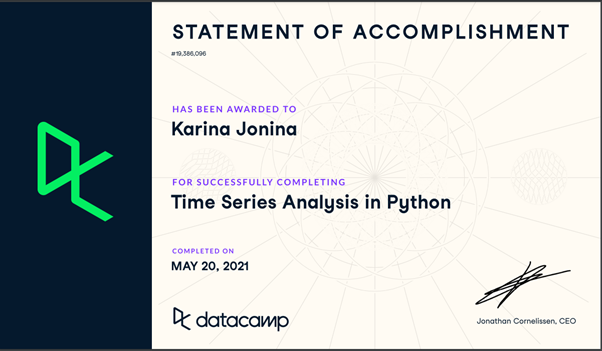 STATEMENT OF ACCOMPLISHMENT
#19,386,096
HAS BEEN AWARDED TO
Karina Jonina
FOR SUCCESSFULLY COMPLETING
Time Series Analysis in Python
COMPLETED ON
MAY 20, 2021
datacamp
Jonathan Cornelissen, CEO